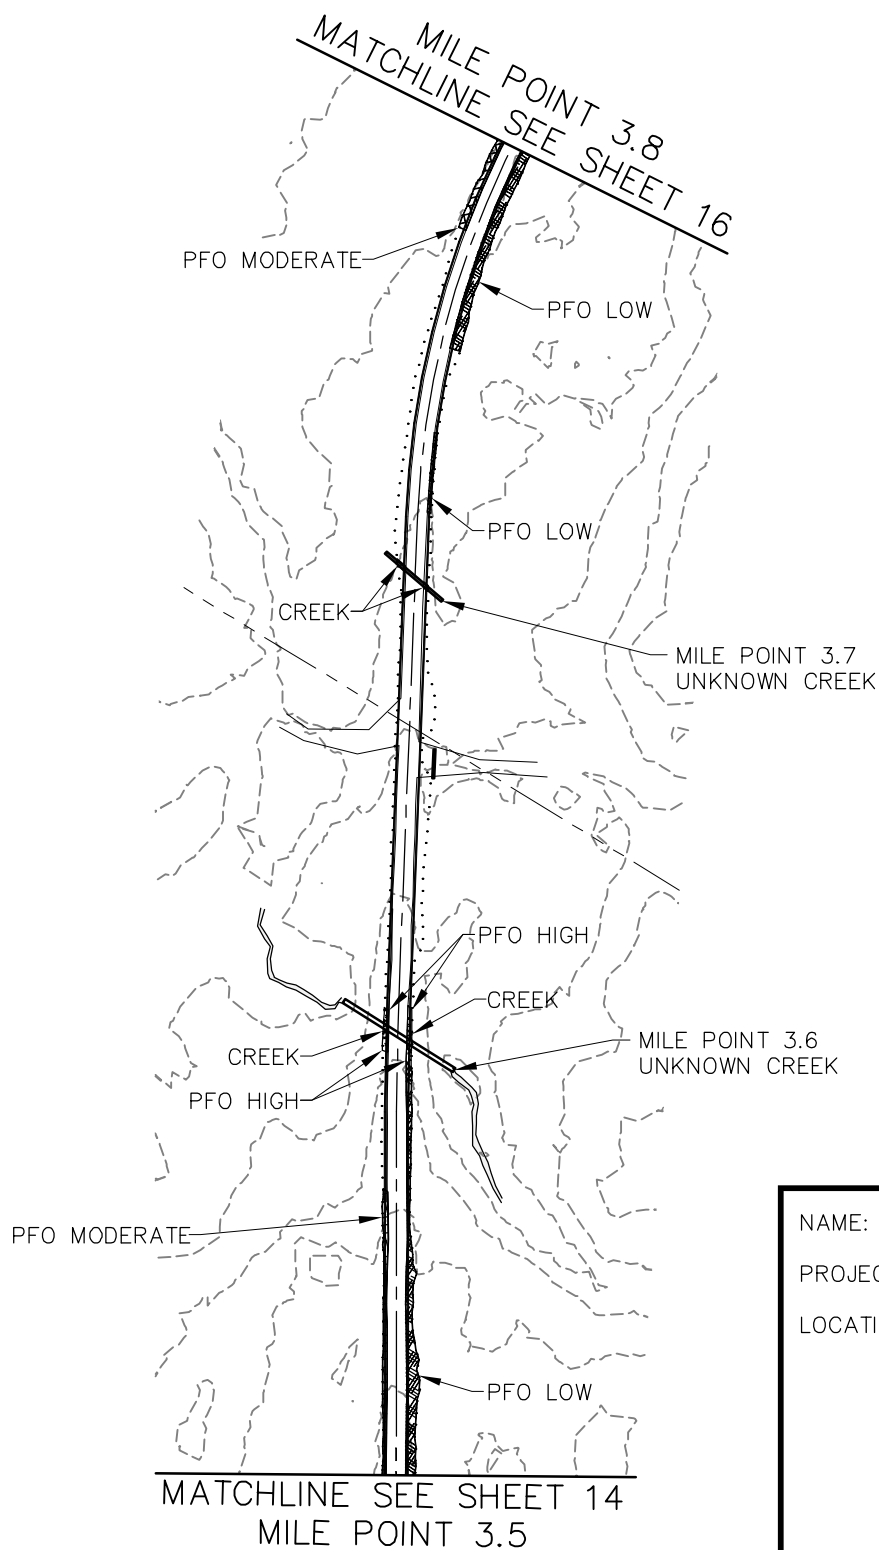 MILE POINT 3.8
MATCHLINE SEE SHEET 16
PFO MODERATE
PFO LOW
PFO LOW
CREEK
MILE POINT 3.7
UNKNOWN CREEK
PFO HIGH
CREEK
CREEK
MILE POINT 3.6
UNKNOWN CREEK
PFO HIGH
PFO MODERATE
NAME:
PROJEC
LOCATI
PFO LOW
MATCHLINE SEE SHEET 14
MILE POINT 3.5